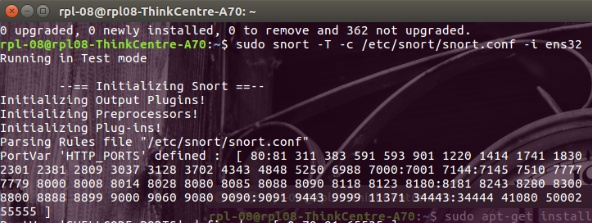 rpl-08@rpl08-ThinkCentre-A70: ~
0 upgraded, 0 newly installed, 0 to remove and 362 not upgraded.
rpl-08@rpl08-ThinkCentre-A70:~$ sudo snort -T -c /etc/snort/snort.conf -i ens32
Running in Test mode
--== Initializing Snort ==--
Initializing Output Plugins!
Initializing Preprocessors!
Initializing Plug-ins!
Parsing Rules file "/etc/snort/snort.conf"
PortVar 'HTTP_PORTS' defined :  [ 80:81 311 383 591 593 901 1220 1414 1741 1830
2301 2381 2809 3037 3128 3702 4343 4848 5250 6988 7000:7001 7144:7145 7510 7777
7779 8000 8008 8014 8028 8080 8085 8088 8090 8118 8123 8180:8181 8243 8280 8300
8800 8888 8899 9000 9060 9080 9090:9091 9443 9999 11371 34443:34444 41080 50002
55555 ]
rpl-08@rpl08-ThinkCentre-A70:~$ sudo apt-get install